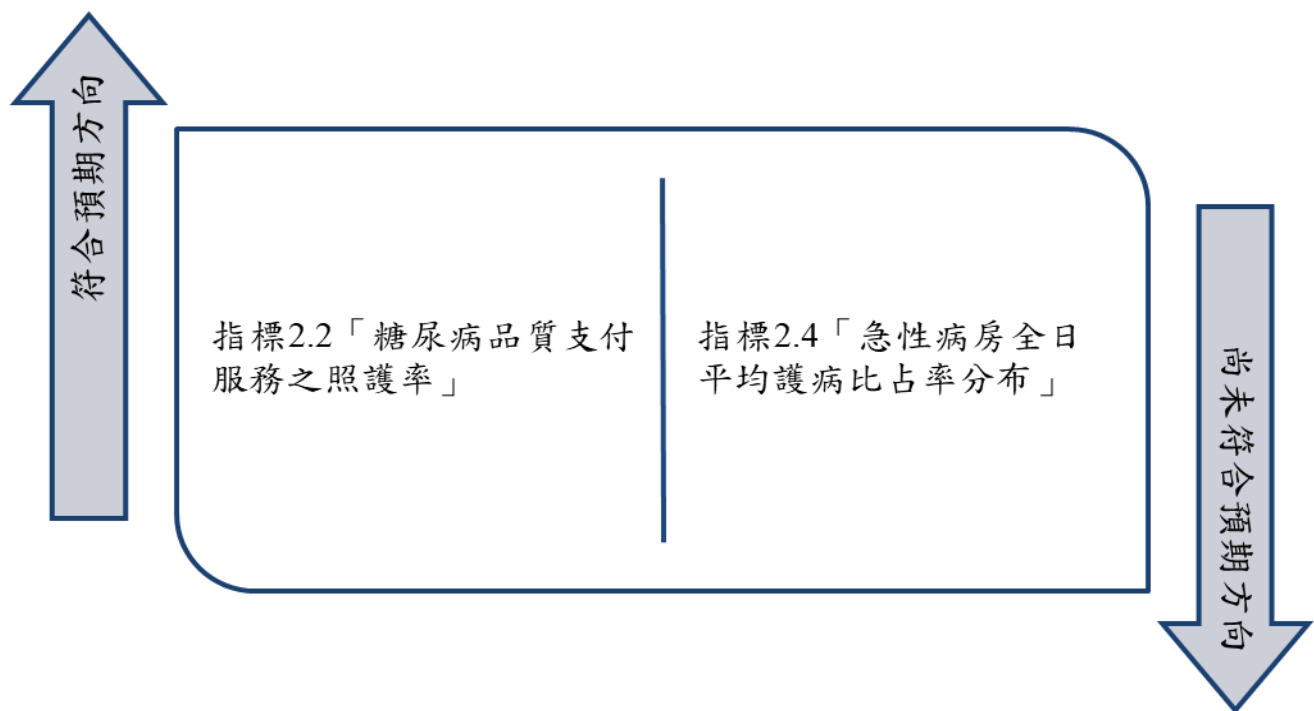 符合預期方向
指標2.2「糖尿病品質支付
服務之照護率」
指標2.4「急性病房全日
平均護病比占率分布」
尚未符合預期方向